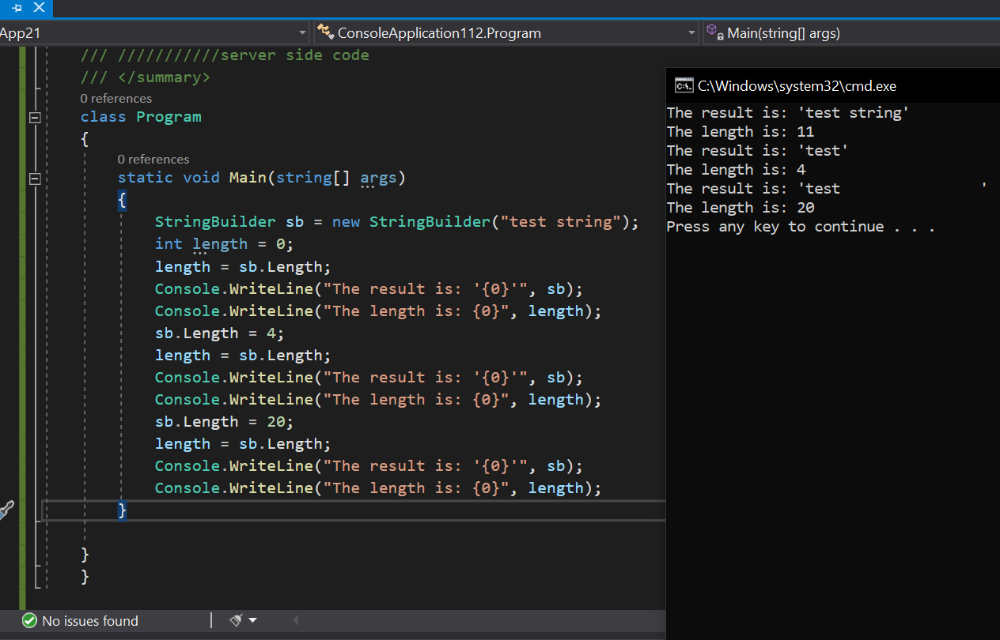 App21
ConsoleApplication112.Program
Main(string[] args)
/// ///////////server side code
/// </summary>
0 references
class Program
{
0 references
static void Main(string[] args)
{
StringBuilder sb = new StringBuilder("test string");
int length = 0;
length = sb.Length;
Console.WriteLine("The result is: '{0}'", sb);
Console.WriteLine("The length is: {0}", length);
sb.Length = 4;
length = sb.Length;
Console.WriteLine("The result is: '{0}'", sb);
Console.WriteLine("The length is: {0}", length);
sb.Length = 20;
length = sb.Length;
Console.WriteLine("The result is: '{0}'", sb);
Console.WriteLine("The length is: {0}", length);
}
}
}
No issues found
C:\Windows\system32\cmd.exe
The result is: 'test string'
The length is: 11
The result is: 'test'
The length is: 4
The result is: 'test                '
The length is: 20
Press any key to continue . . .